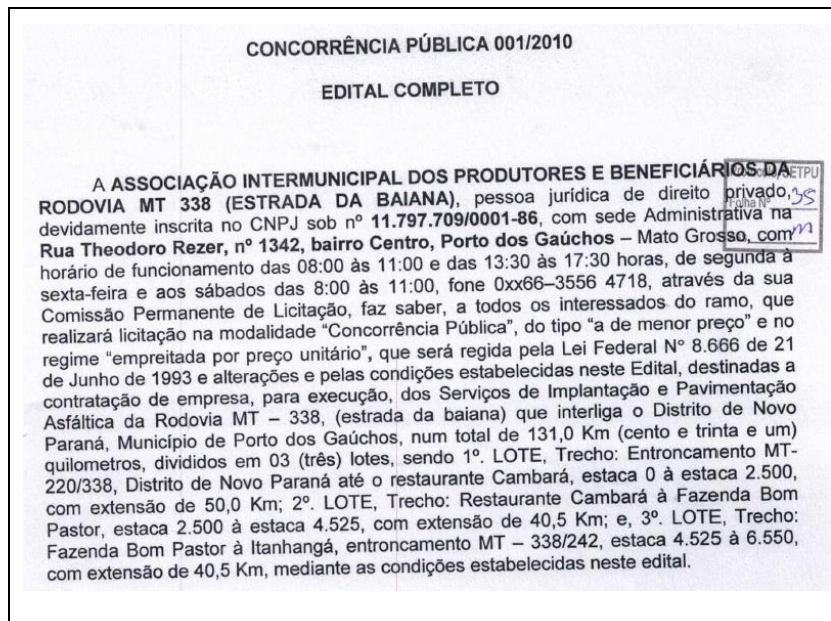 CONCORRÊNCIA PÚBLICA 001/2010
EDITAL COMPLETO
A ASSOCIAÇÃO INTERMUNICIPAL DOS PRODUTORES E BENEFICIÁRIOS DA
RODOVIA MT 338 (ESTRADA DA BAIANA), pessoa jurídica de direito privado,
devidamente inscrita no CNPJ sob nº 11.797.709/0001-86, com sede Administrativa na
Rua Theodoro Rezer, nº 1342, bairro Centro, Porto dos Gaúchos – Mato Grosso, com
horário de funcionamento das 08:00 às 11:00 e das 13:30 às 17:30 horas, de segunda à
sexta-feira e aos sábados das 8:00 às 11:00, fone 0xx66–3556 4718, através da sua
Comissão Permanente de Licitação, faz saber, a todos os interessados do ramo, que
realizará licitação na modalidade “Concorrência Pública”, do tipo “a de menor preço” e no
regime “empreitada por preço unitário”, que será regida pela Lei Federal Nº 8.666 de 21
de Junho de 1993 e alterações e pelas condições estabelecidas neste Edital, destinadas a
contratação de empresa, para execução, dos Serviços de Implantação e Pavimentação
Asfáltica da Rodovia MT – 338, (estrada da baiana) que interliga o Distrito de Novo
Paraná, Município de Porto dos Gaúchos, num total de 131,0 Km (cento e trinta e um)
quilometros, divididos em 03 (três) lotes, sendo 1º. LOTE, Trecho: Entroncamento MT-
220/338, Distrito de Novo Paraná até o restaurante Cambará, estaca 0 à estaca 2.500,
com extensão de 50,0 Km; 2º. LOTE, Trecho: Restaurante Cambará à Fazenda Bom
Pastor, estaca 2.500 à estaca 4.525, com extensão de 40,5 Km; e, 3º. LOTE, Trecho:
Fazenda Bom Pastor à Itanhangá, entroncamento MT – 338/242, estaca 4.525 à 6.550,
com extensão de 40,5 Km, mediante as condições estabelecidas neste edital.
SETPU
Folha Nº 35